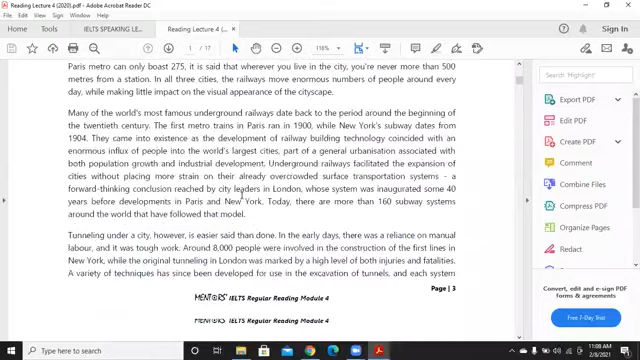 Reading Lecture 4 (2020).pdf - Adobe Acrobat Reader DC
File Edit View Sign Window Help
Home Tools IELTS SPEAKING LE... Reading Lecture 4 (... × Sign In
1 / 17 116%
Paris metro can only boast 275, it is said that wherever you live in the city, you're never more than 500
metres from a station. In all three cities, the railways move enormous numbers of people around every
day, while making little impact on the visual appearance of the cityscape.
Many of the world's most famous underground railways date back to the period around the beginning of
the twentieth century. The first metro trains in Paris ran in 1900, while New York's subway dates from
1904. They came into existence as the development of railway building technology coincided with an
enormous influx of people into the world's largest cities, part of a general urbanisation associated with
both population growth and industrial development. Underground railways facilitated the expansion of
cities without placing more strain on their already overcrowded surface transportation systems - a
forward-thinking conclusion reached by city leaders in London, whose system was inaugurated some 40
years before developments in Paris and New York. Today, there are more than 160 subway systems
around the world that have followed that model.
Tunneling under a city, however, is easier said than done. In the early days, there was a reliance on manual
labour, and it was tough work. Around 8,000 people were involved in the construction of the first lines in
New York, while the original tunneling in London was marked by a high level of both injuries and fatalities.
A variety of techniques has since been developed for use in the excavation of tunnels, and each system
Page | 3
MENTORS' IELTS Regular Reading Module 4
MENTORS' IELTS Regular Reading Module 4
Search 'Highlight'
Export PDF
Edit PDF
Create PDF
Comment
Combine Files
Compress PDF
Organize Pages
Redact
Convert, edit and e-sign PDF
forms & agreements
Free 7-Day Trial
Type here to search
11:08 AM
2/8/2021